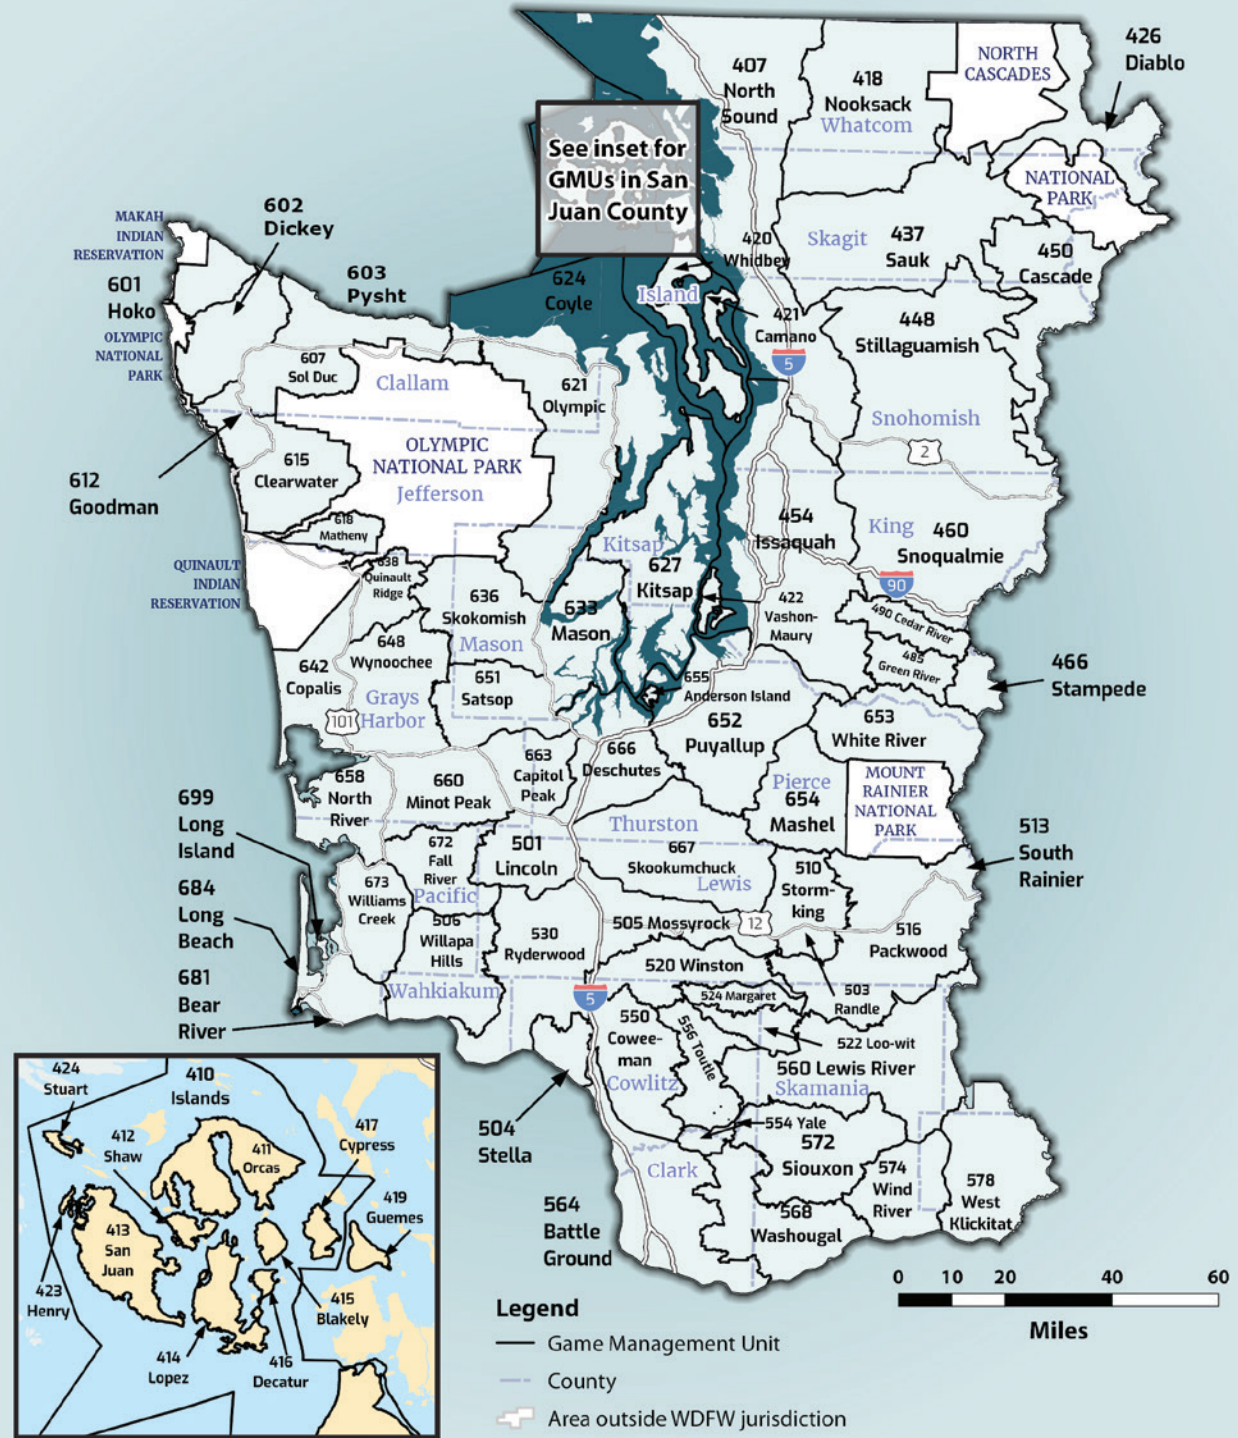 426
Diablo
NORTH
CASCADES
407
North
Sound
418
Nooksack
Whatcom
See inset for
GMUs in San
Juan County
NATIONAL
PARK
MAKAH
INDIAN
RESERVATION
602
Dickey
603
Pysht
601
Hoko
OLYMPIC
NATIONAL
PARK
420
Whidbey
Skagit
437
Sauk
450
Cascade
624
Coyle
Island
421
Camano
448
Stillaguamish
5
607
Sol Duc
Clallam
621
Olympic
Snohomish
2
OLYMPIC
NATIONAL PARK
Jefferson
615
Clearwater
612
Goodman
618
Matheny
454
Issaquah
King
460
Snoqualmie
90
Kitsap
627
Kitsap
QUINAULT
INDIAN
RESERVATION
638
Quinault
Ridge
636
Skokomish
Mason
633
Mason
422
Vashon-
Maury
490 Cedar River
485
Green River
466
Stampede
648
Wynoochee
642
Copalis
651
Satsop
655
Anderson Island
Grays
Harbor
101
652
Puyallup
653
White River
663
Capitol
Peak
666
Deschutes
658
North
River
660
Minot Peak
Pierce
654
Mashel
MOUNT
RAINIER
NATIONAL
PARK
699
Long
Island
Thurston
672
Fall
River
501
Lincoln
667
Skookumchuck
Lewis
510
Storm-
king
513
South
Rainier
684
Long
Beach
673
Williams
Creek
Pacific
506
Willapa
Hills
530
Ryderwood
505 Mossyrock
12
516
Packwood
681
Bear
River
Wahkiakum
5
520 Winston
524 Margaret
503
Randle
550
Cowee-
man
556 Toutle
522 Loo-wit
560 Lewis River
Skamania
Cowlitz
504
Stella
554 Yale
572
Siouxon
574
Wind
River
578
West
Klickitat
Clark
568
Washougal
564
Battle
Ground
424
Stuart
410
Islands
412
Shaw
411
Orcas
417
Cypress
419
Guemes
413
San
Juan
423
Henry
415
Blakely
414
Lopez
416
Decatur
0 10 20 40 60
Miles
Legend
Game Management Unit
County
Area outside WDFW jurisdiction